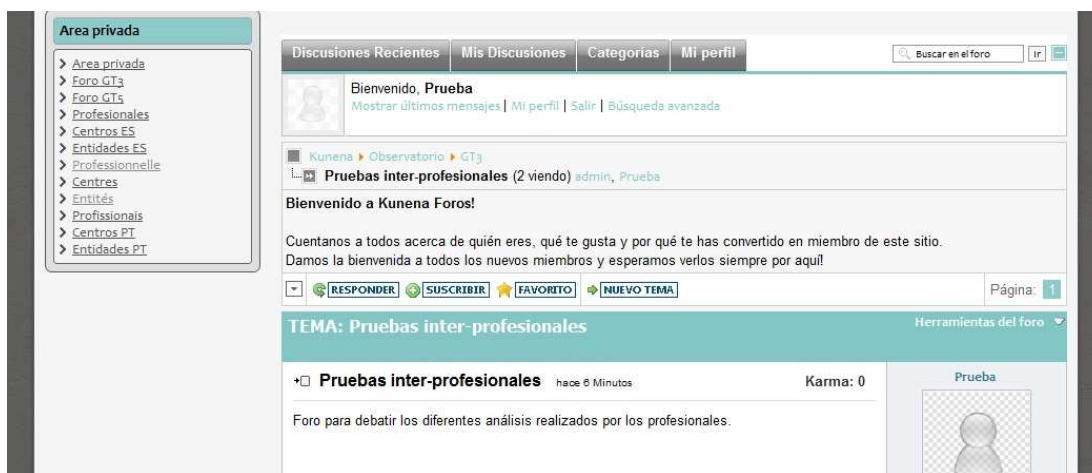 Area privada
Area privada
Foro GT3
Foro GT5
Profesionales
Centros ES
Entidades ES
Professionnelle
Centres
Entités
Profissionais
Centros PT
Entidades PT
Discusiones Recientes Mis Discusiones Categorías Mi perfil
Buscar en el foro Ir
Bienvenido, Prueba
Mostrar últimos mensajes | Mi perfil | Salir | Búsqueda avanzada
Kunena Observatorio GT3
Pruebas inter-profesionales (2 viendo) admin, Prueba
Bienvenido a Kunena Foros!
Cuentanos a todos acerca de quién eres, qué te gusta y por qué te has convertido en miembro de este sitio.
Damos la bienvenida a todos los nuevos miembros y esperamos verlos siempre por aquí!
RESPONDER SUSCRIBIR FAVORITO NUEVO TEMA Página: 1
TEMA: Pruebas inter-profesionales Herramientas del foro
Pruebas inter-profesionales hace 6 Minutos Karma: 0 Prueba
Foro para debatir los diferentes análisis realizados por los profesionales.